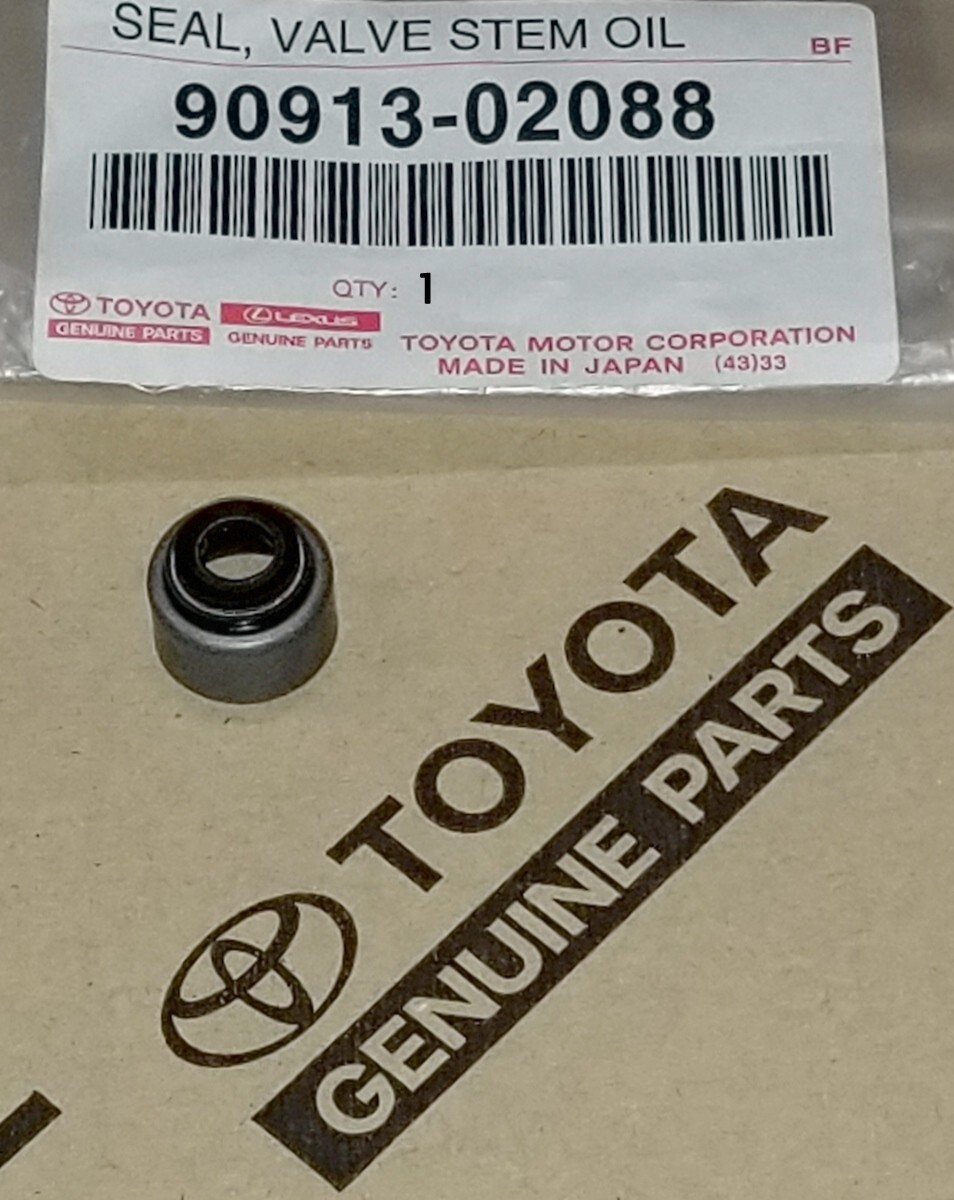 SEAL, VALVE STEM OIL
BF
90913-02088
QTY: 1
TOYOTA
GENUINE PARTS
LEXUS
GENUINE PARTS
TOYOTA MOTOR CORPORATION
MADE IN JAPAN (43)33
TOYOTA
GENUINE PARTS